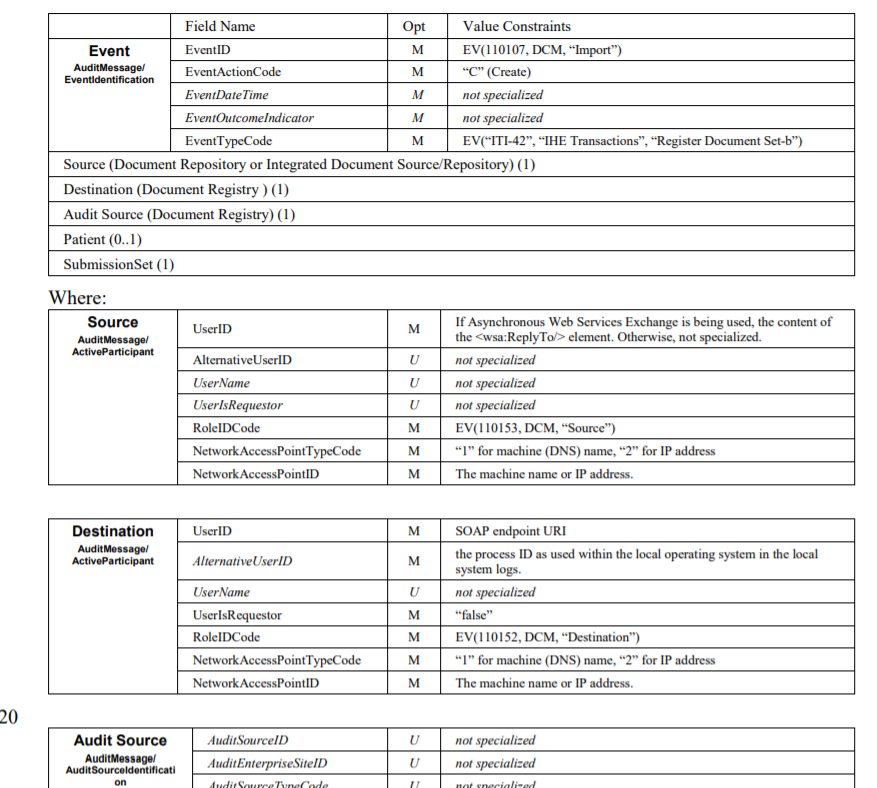 Field Name Opt Value Constraints
Event
AuditMessage/
EventIdentification
EventID M EV(110107, DCM, “Import”)
EventActionCode M “C” (Create)
EventDateTime M not specialized
EventOutcomeIndicator M not specialized
EventTypeCode M EV(“ITI-42”, “IHE Transactions”, “Register Document Set-b”)
Source (Document Repository or Integrated Document Source/Repository) (1)
Destination (Document Registry ) (1)
Audit Source (Document Registry) (1)
Patient (0..1)
SubmissionSet (1)
Where:
Source
AuditMessage/
ActiveParticipant
UserID M If Asynchronous Web Services Exchange is being used, the content of
the <wsa:ReplyTo/> element. Otherwise, not specialized.
AlternativeUserID U not specialized
UserName U not specialized
UserIsRequestor U not specialized
RoleIDCode M EV(110153, DCM, “Source”)
NetworkAccessPointTypeCode M “1” for machine (DNS) name, “2” for IP address
NetworkAccessPointID M The machine name or IP address.
Destination
AuditMessage/
ActiveParticipant
UserID M SOAP endpoint URI
AlternativeUserID M the process ID as used within the local operating system in the local
system logs.
UserName U not specialized
UserIsRequestor M “false”
RoleIDCode M EV(110152, DCM, “Destination”)
NetworkAccessPointTypeCode M “1” for machine (DNS) name, “2” for IP address
NetworkAccessPointID M The machine name or IP address.
20
Audit Source
AuditMessage/
AuditSourceIdentificati
on
AuditSourceID U not specialized
AuditEnterpriseSiteID U not specialized
AuditSourceTypeCode U not specialized